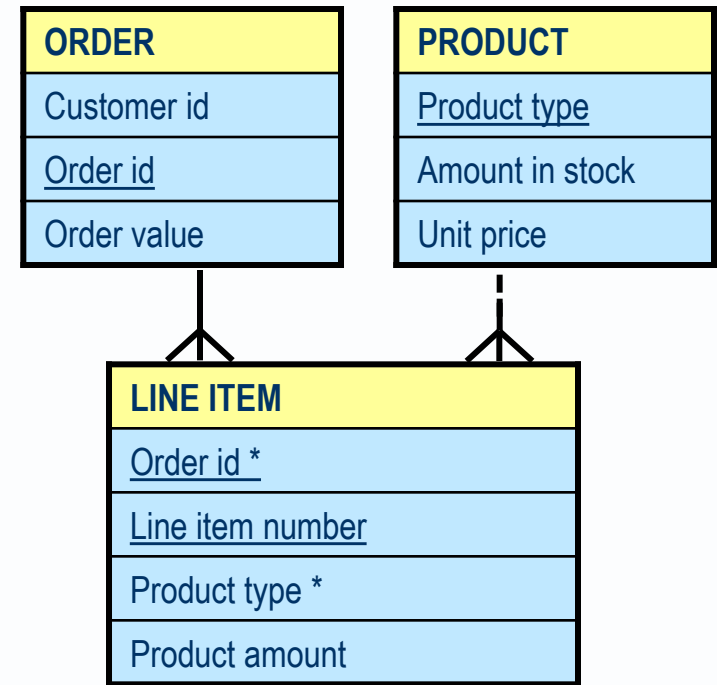 ORDER
Customer id
Order id
Order value
PRODUCT
Product type
Amount in stock
Unit price
LINE ITEM
Order id *
Line item number
Product type *
Product amount